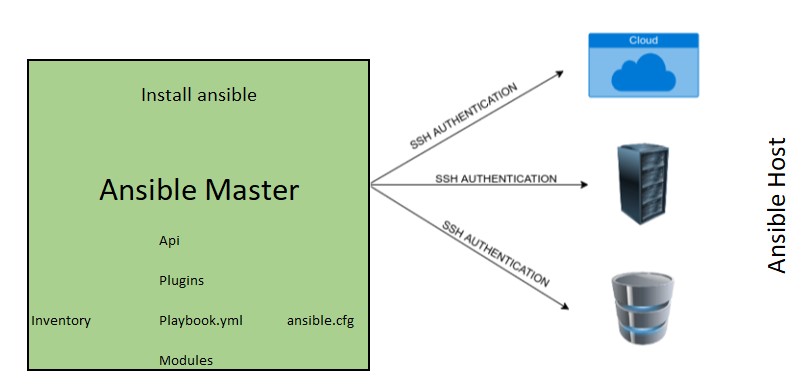 Install ansible
Ansible Master
Api
Plugins
Inventory
Playbook.yml
ansible.cfg
Modules
SSH AUTHENTICATION
SSH AUTHENTICATION
SSH AUTHENTICATION
Cloud
Ansible Host